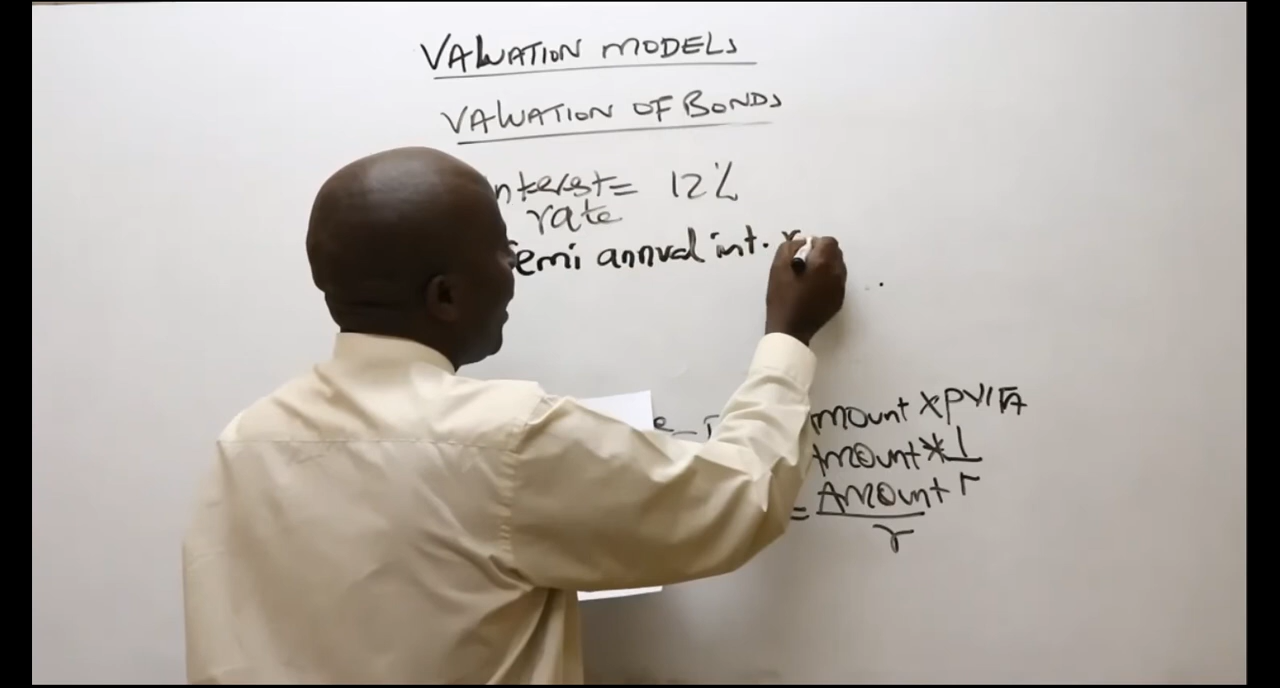 VALUATION MODELS
VALUATION OF BONDS
nterest = 12%
rate
emi annual int. r
mount × PVIFA
mount * 1
r
= Amount
r